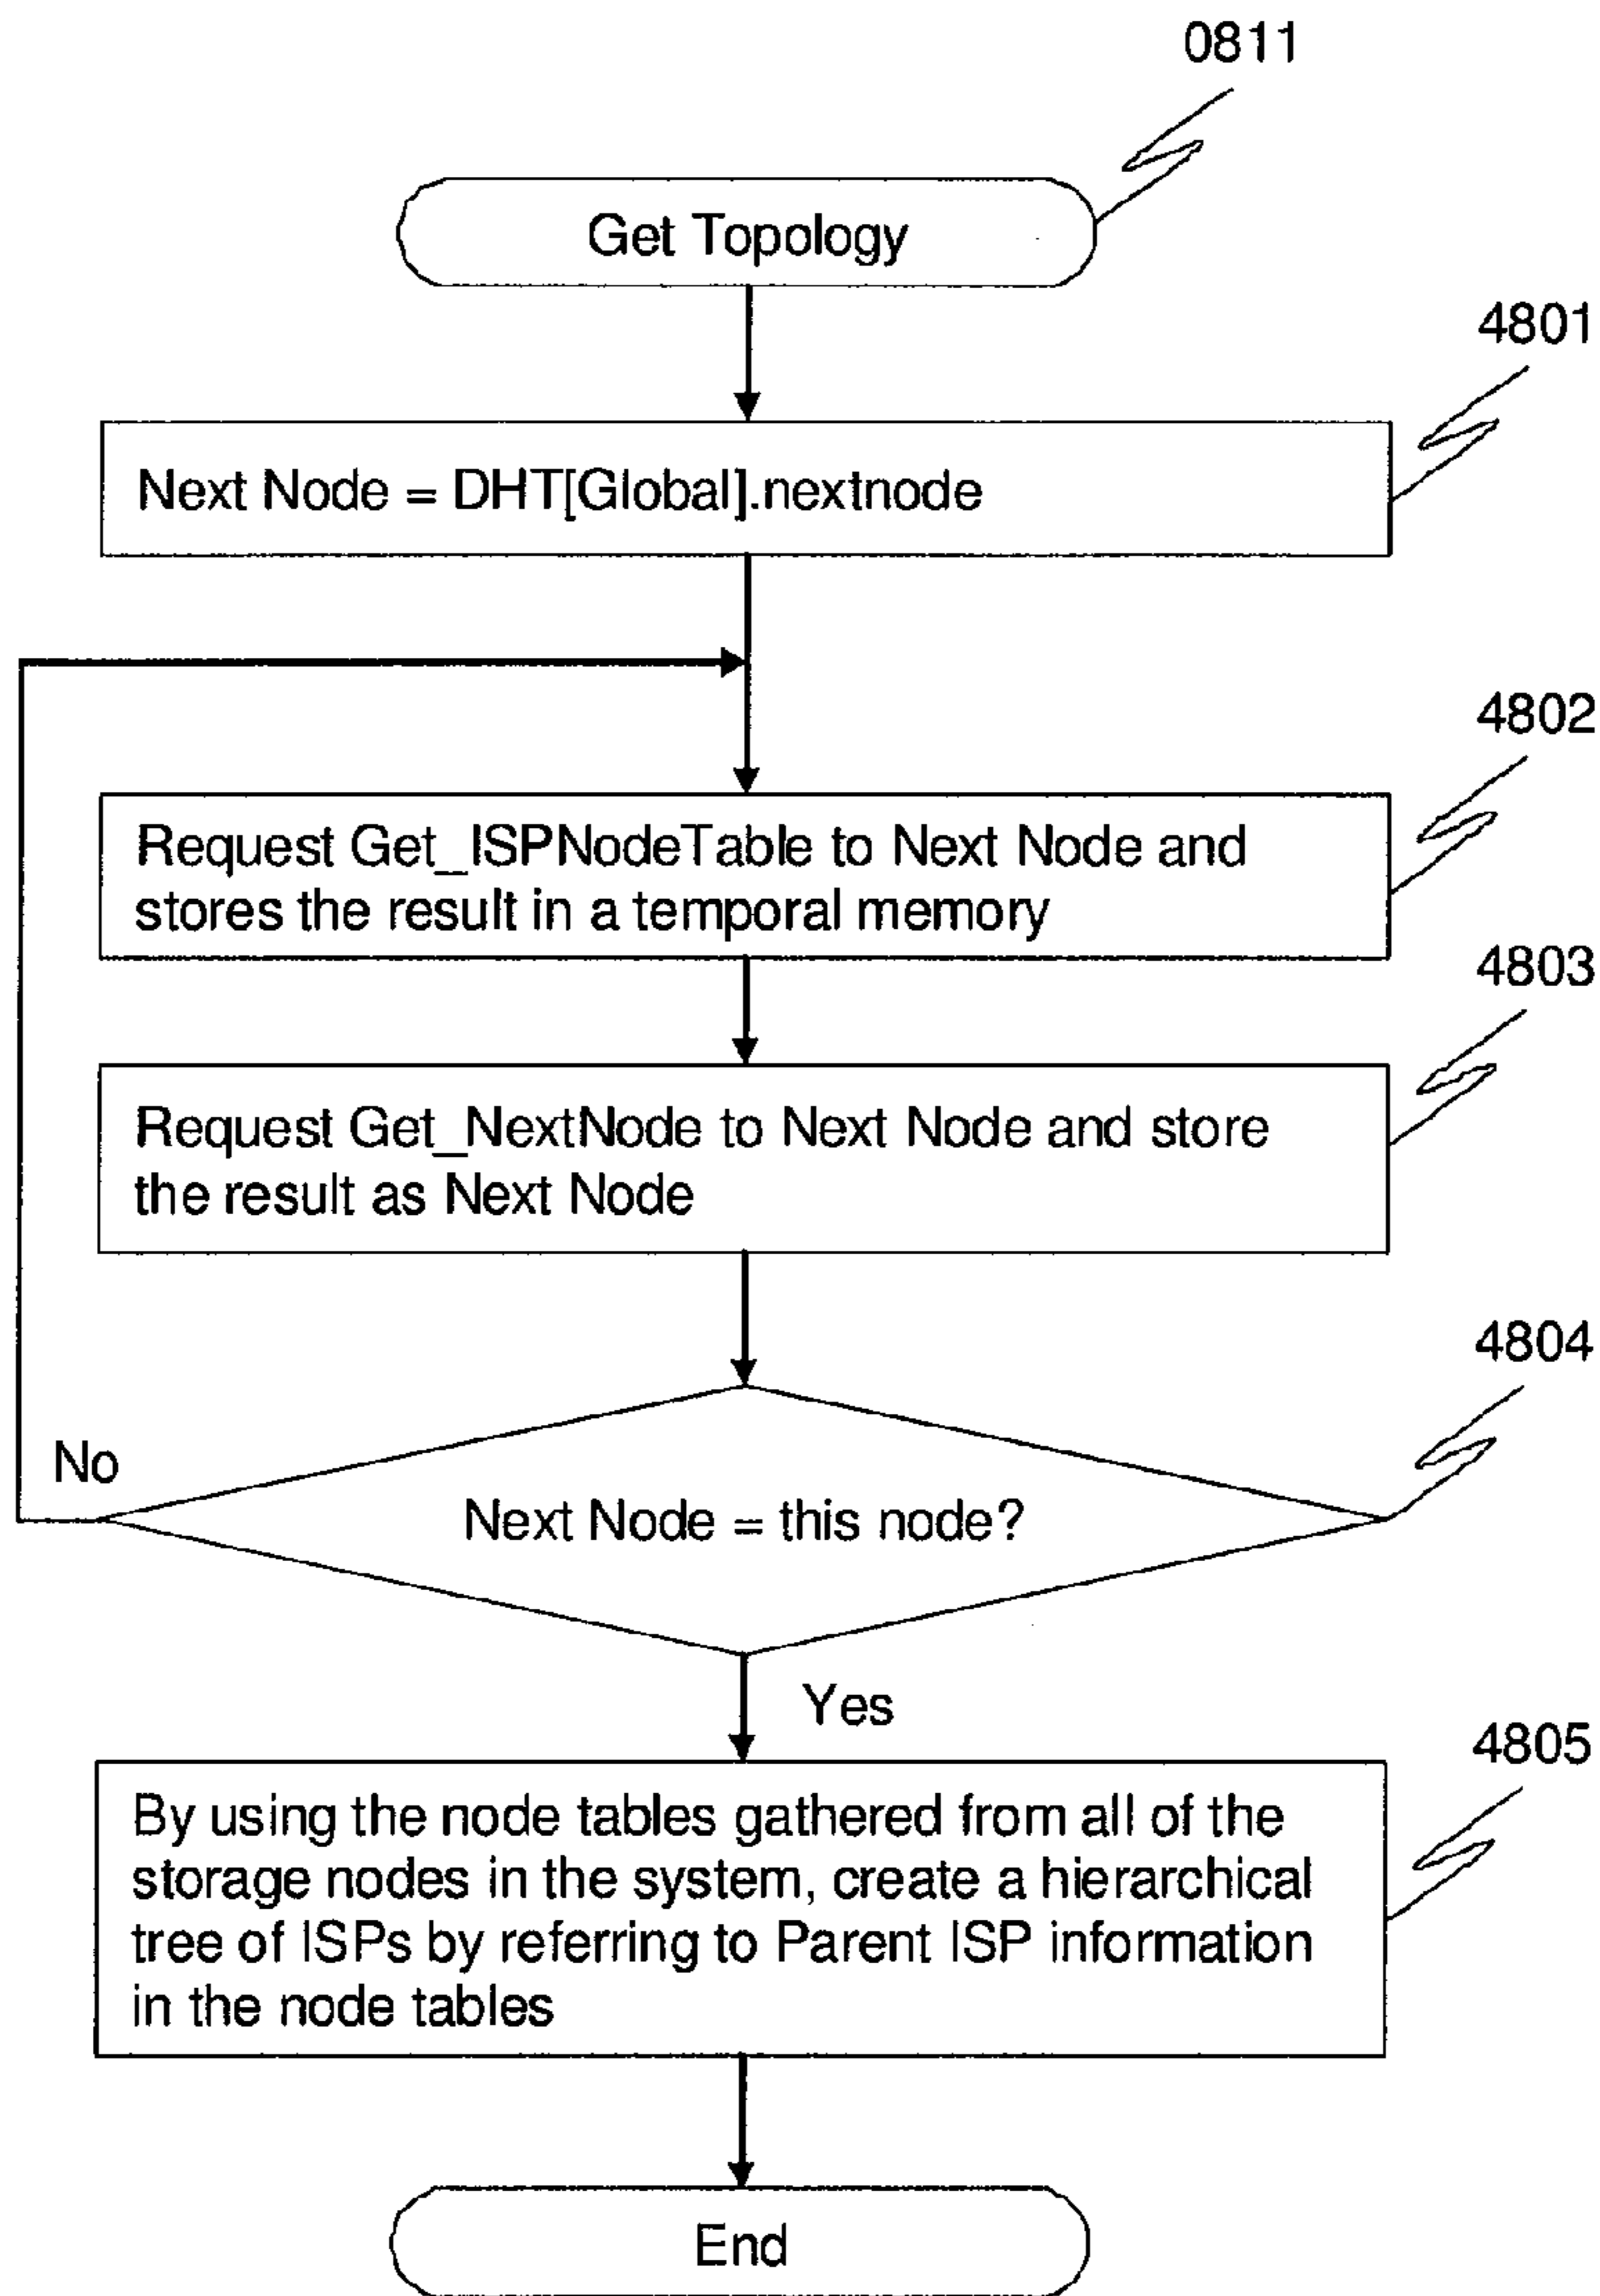 0811
Get Topology
4801
Next Node = DHT[Global].nextnode
4802
Request Get_ISPNodeTable to Next Node and
stores the result in a temporal memory
4803
Request Get_NextNode to Next Node and store
the result as Next Node
4804
No
Next Node = this node?
Yes
4805
By using the node tables gathered from all of the
storage nodes in the system, create a hierarchical
tree of ISPs by referring to Parent ISP information
in the node tables
End